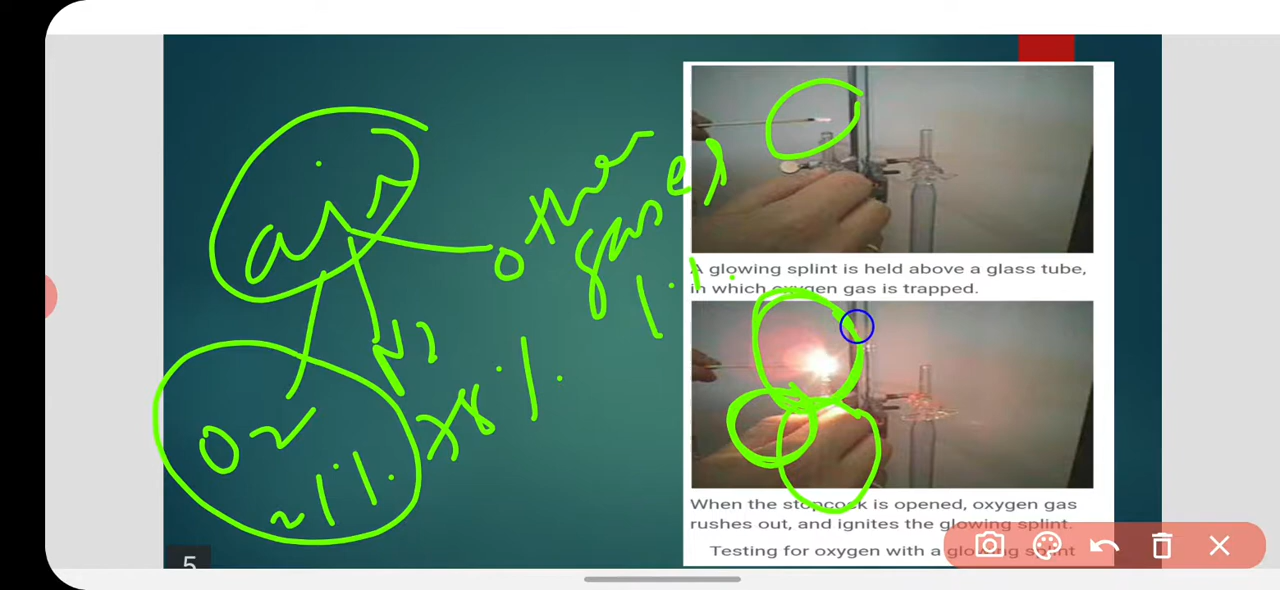 air
other
gases
1%.
N2
78%.
O2
21%.
A glowing splint is held above a glass tube,
in which oxygen gas is trapped.
When the stopcock is opened, oxygen gas
rushes out, and ignites the glowing splint.
Testing for oxygen with a glowing splint
5